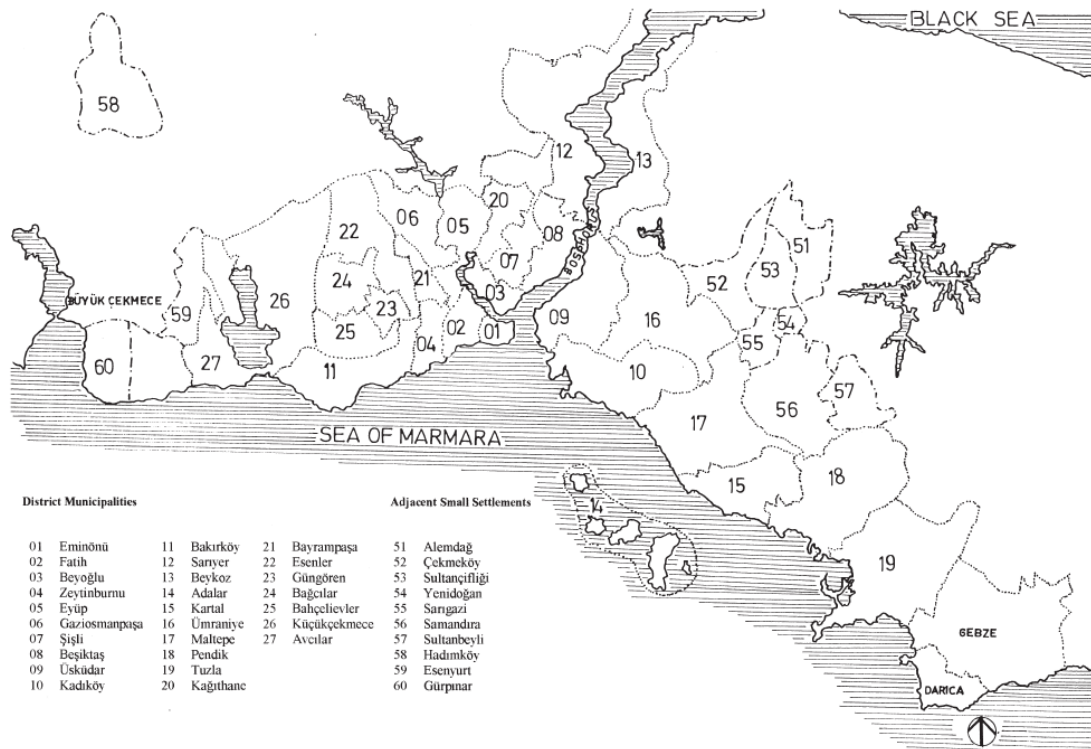 BLACK SEA
58
12
13
BOSPHORUS
20
06
05
22
08
07
51
53
52
24
21
03
BÜYÜK ÇEKMECE
59
26
23
02
01
09
16
54
55
25
04
60
27
11
10
57
56
17
SEA OF MARMARA
15
18
14
19
GEBZE
DARICA
District Municipalities
01 Eminönü
02 Fatih
03 Beyoğlu
04 Zeytinburnu
05 Eyüp
06 Gaziosmanpaşa
07 Şişli
08 Beşiktaş
09 Üsküdar
10 Kadıköy
11 Bakırköy
12 Sarıyer
13 Beykoz
14 Adalar
15 Kartal
16 Ümraniye
17 Maltepe
18 Pendik
19 Tuzla
20 Kağıthane
21 Bayrampaşa
22 Esenler
23 Güngören
24 Bağcılar
25 Bahçelievler
26 Küçükçekmece
27 Avcılar
Adjacent Small Settlements
51 Alemdağ
52 Çekmeköy
53 Sultançifliği
54 Yenidoğan
55 Sarıgazi
56 Samandıra
57 Sultanbeyli
58 Hadımköy
59 Esenyurt
60 Gürpınar